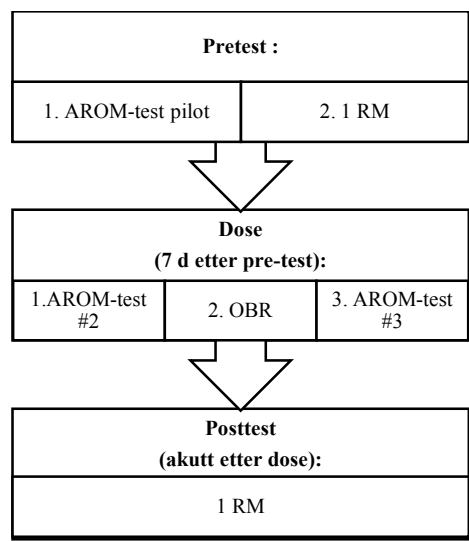 Pretest :
1. AROM-test pilot
2. 1 RM
Dose
(7 d etter pre-test):
1.AROM-test
#2
2. OBR
3. AROM-test
#3
Posttest
(akutt etter dose):
1 RM